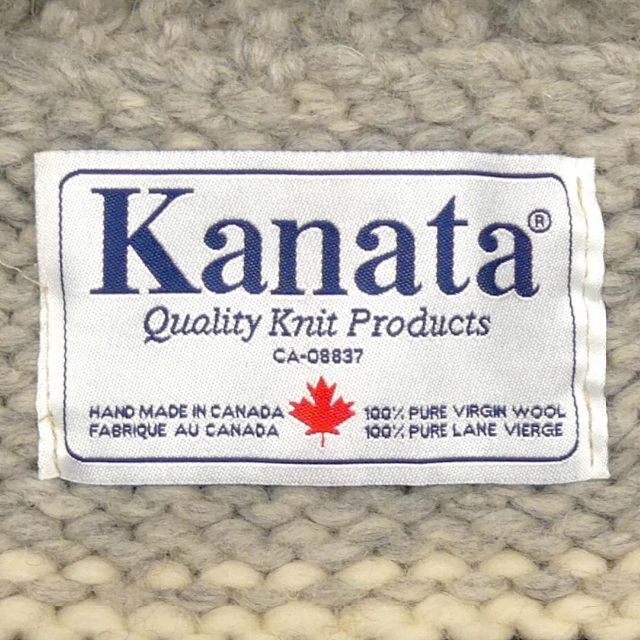 Kanata®
Quality Knit Products
CA-08837
HAND MADE IN CANADA 100% PURE VIRGIN WOOL
FABRIQUE AU CANADA 100% PURE LANE VIERGE